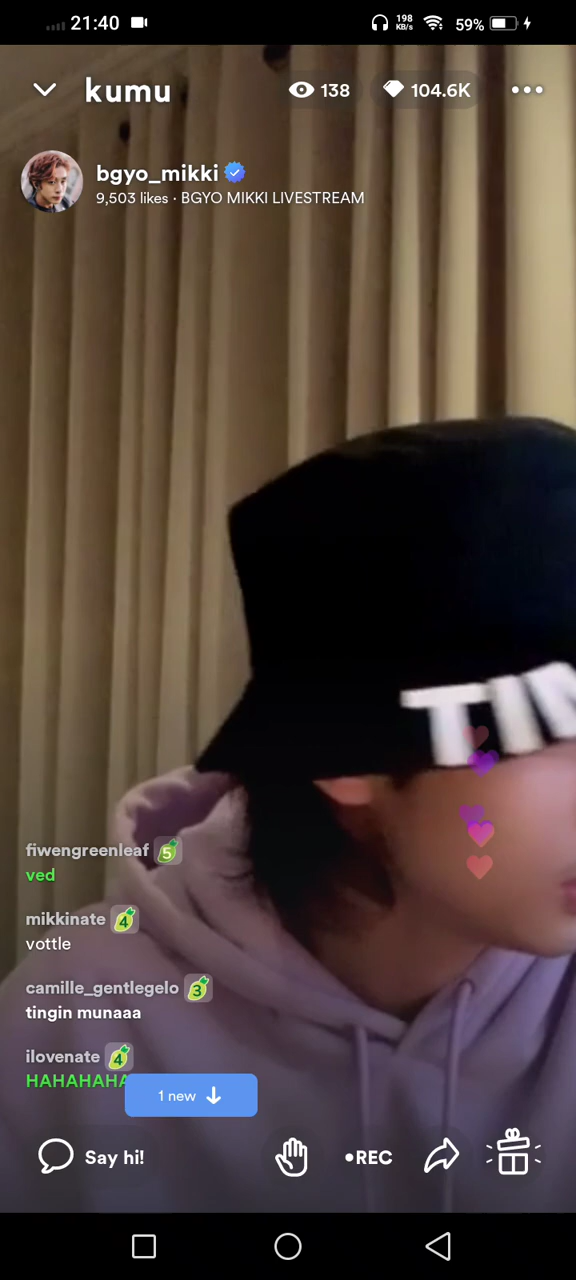 21:40
198
KB/s
59%
kumu
138
104.6K
bgyo_mikki
9,503 likes · BGYO MIKKI LIVESTREAM
fiwengreenleaf 5
ved
mikkinate 4
vottle
camille_gentlegelo 3
tingin munaaa
ilovenate 4
HAHAHAHA
1 new
Say hi!
•REC